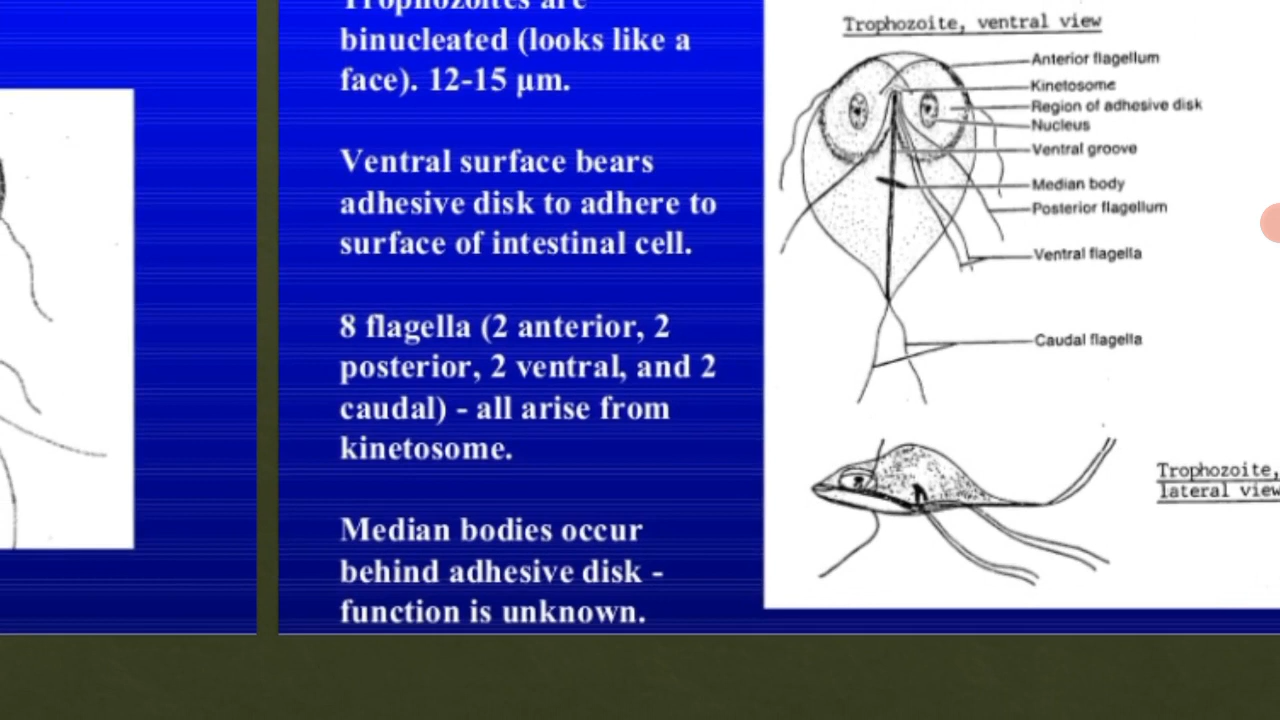 Trophozoites are
binucleated (looks like a
face). 12-15 µm.
Ventral surface bears
adhesive disk to adhere to
surface of intestinal cell.
8 flagella (2 anterior, 2
posterior, 2 ventral, and 2
caudal) - all arise from
kinetosome.
Median bodies occur
behind adhesive disk -
function is unknown.
Trophozoite, ventral view
Anterior flagellum
Kinetosome
Region of adhesive disk
Nucleus
Ventral groove
Median body
Posterior flagellum
Ventral flagella
Caudal flagella
Trophozoite,
lateral view